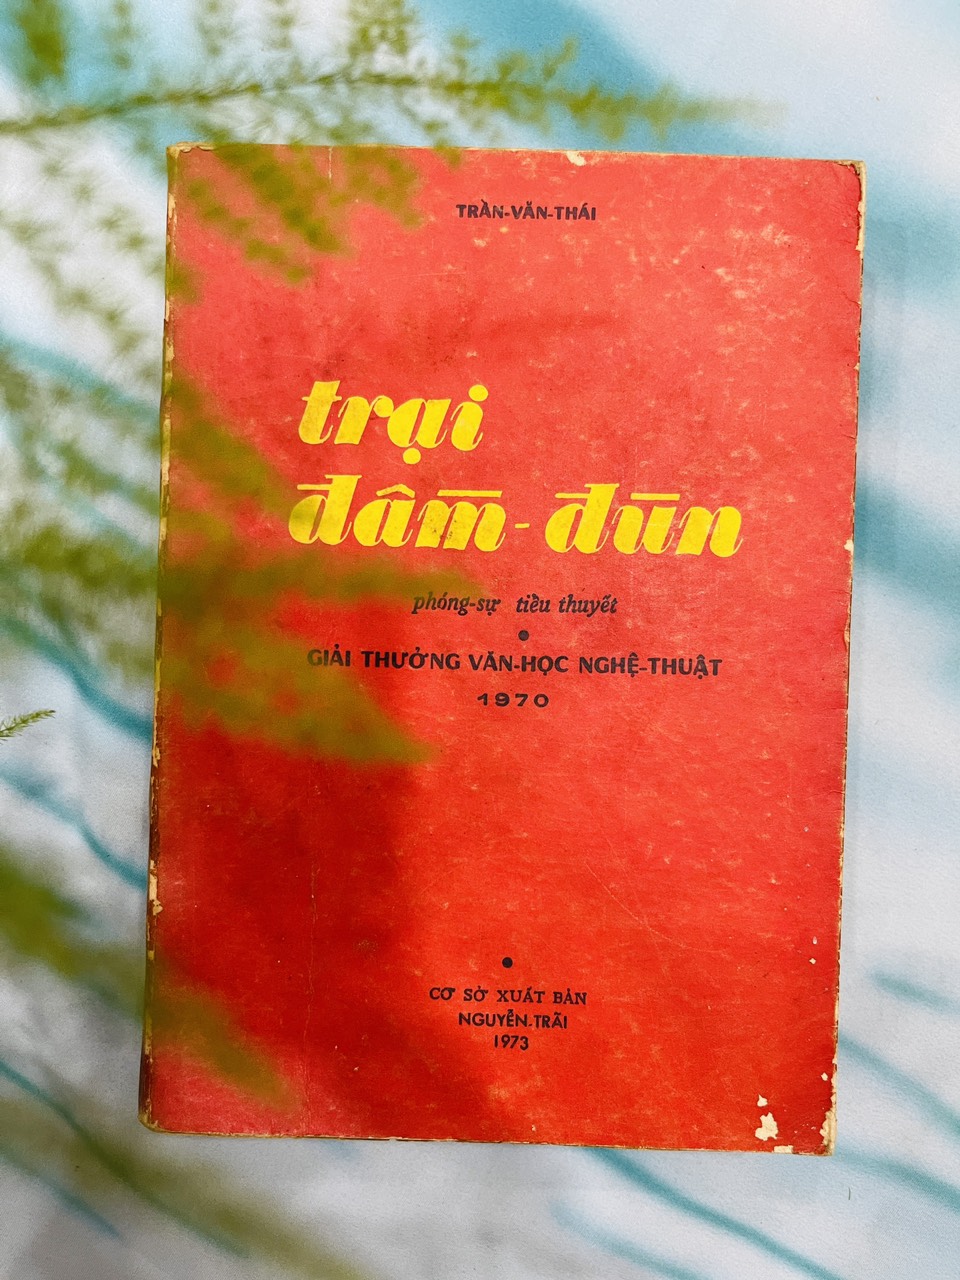 TRẦN-VĂN-THÁI
trại
đầm-đùn
phóng-sự tiểu thuyết
GIẢI THƯỞNG VĂN-HỌC NGHỆ-THUẬT
1970
CƠ SỞ XUẤT BẢN
NGUYỄN-TRÃI
1973